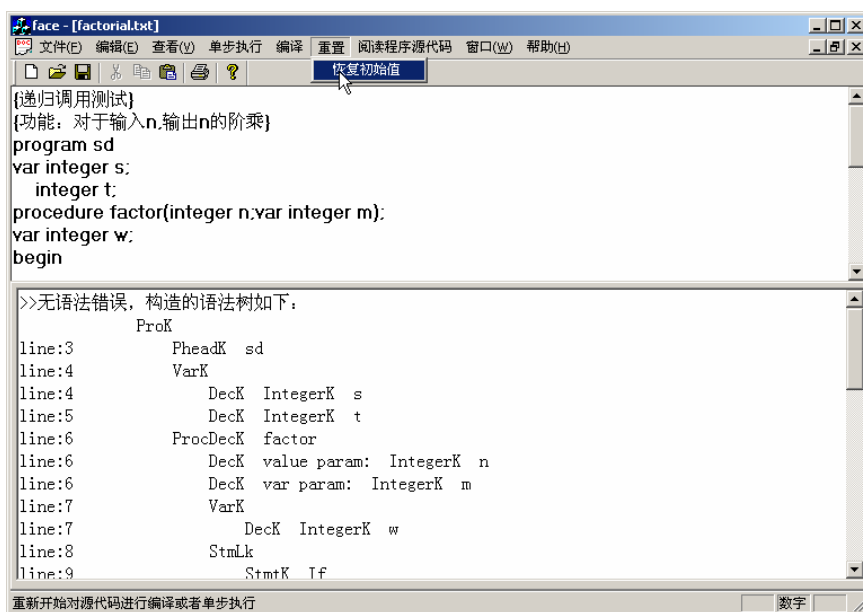 face - [factorial.txt]
文件(F) 编辑(E) 查看(V) 单步执行 编译 重置 阅读程序源代码 窗口(W) 帮助(H)
恢复初始值
{递归调用测试}
{功能：对于输入n,输出n的阶乘}
program sd
var integer s;
integer t;
procedure factor(integer n;var integer m);
var integer w;
begin
>>无语法错误，构造的语法树如下：
ProK
line:3 PheadK sd
line:4 VarK
line:4 DecK IntegerK s
line:5 DecK IntegerK t
line:6 ProcDecK factor
line:6 DecK value param: IntegerK n
line:6 DecK var param: IntegerK m
line:7 VarK
line:7 DecK IntegerK w
line:8 StmLk
line:9 StmtK If
重新开始对源代码进行编译或者单步执行 数字